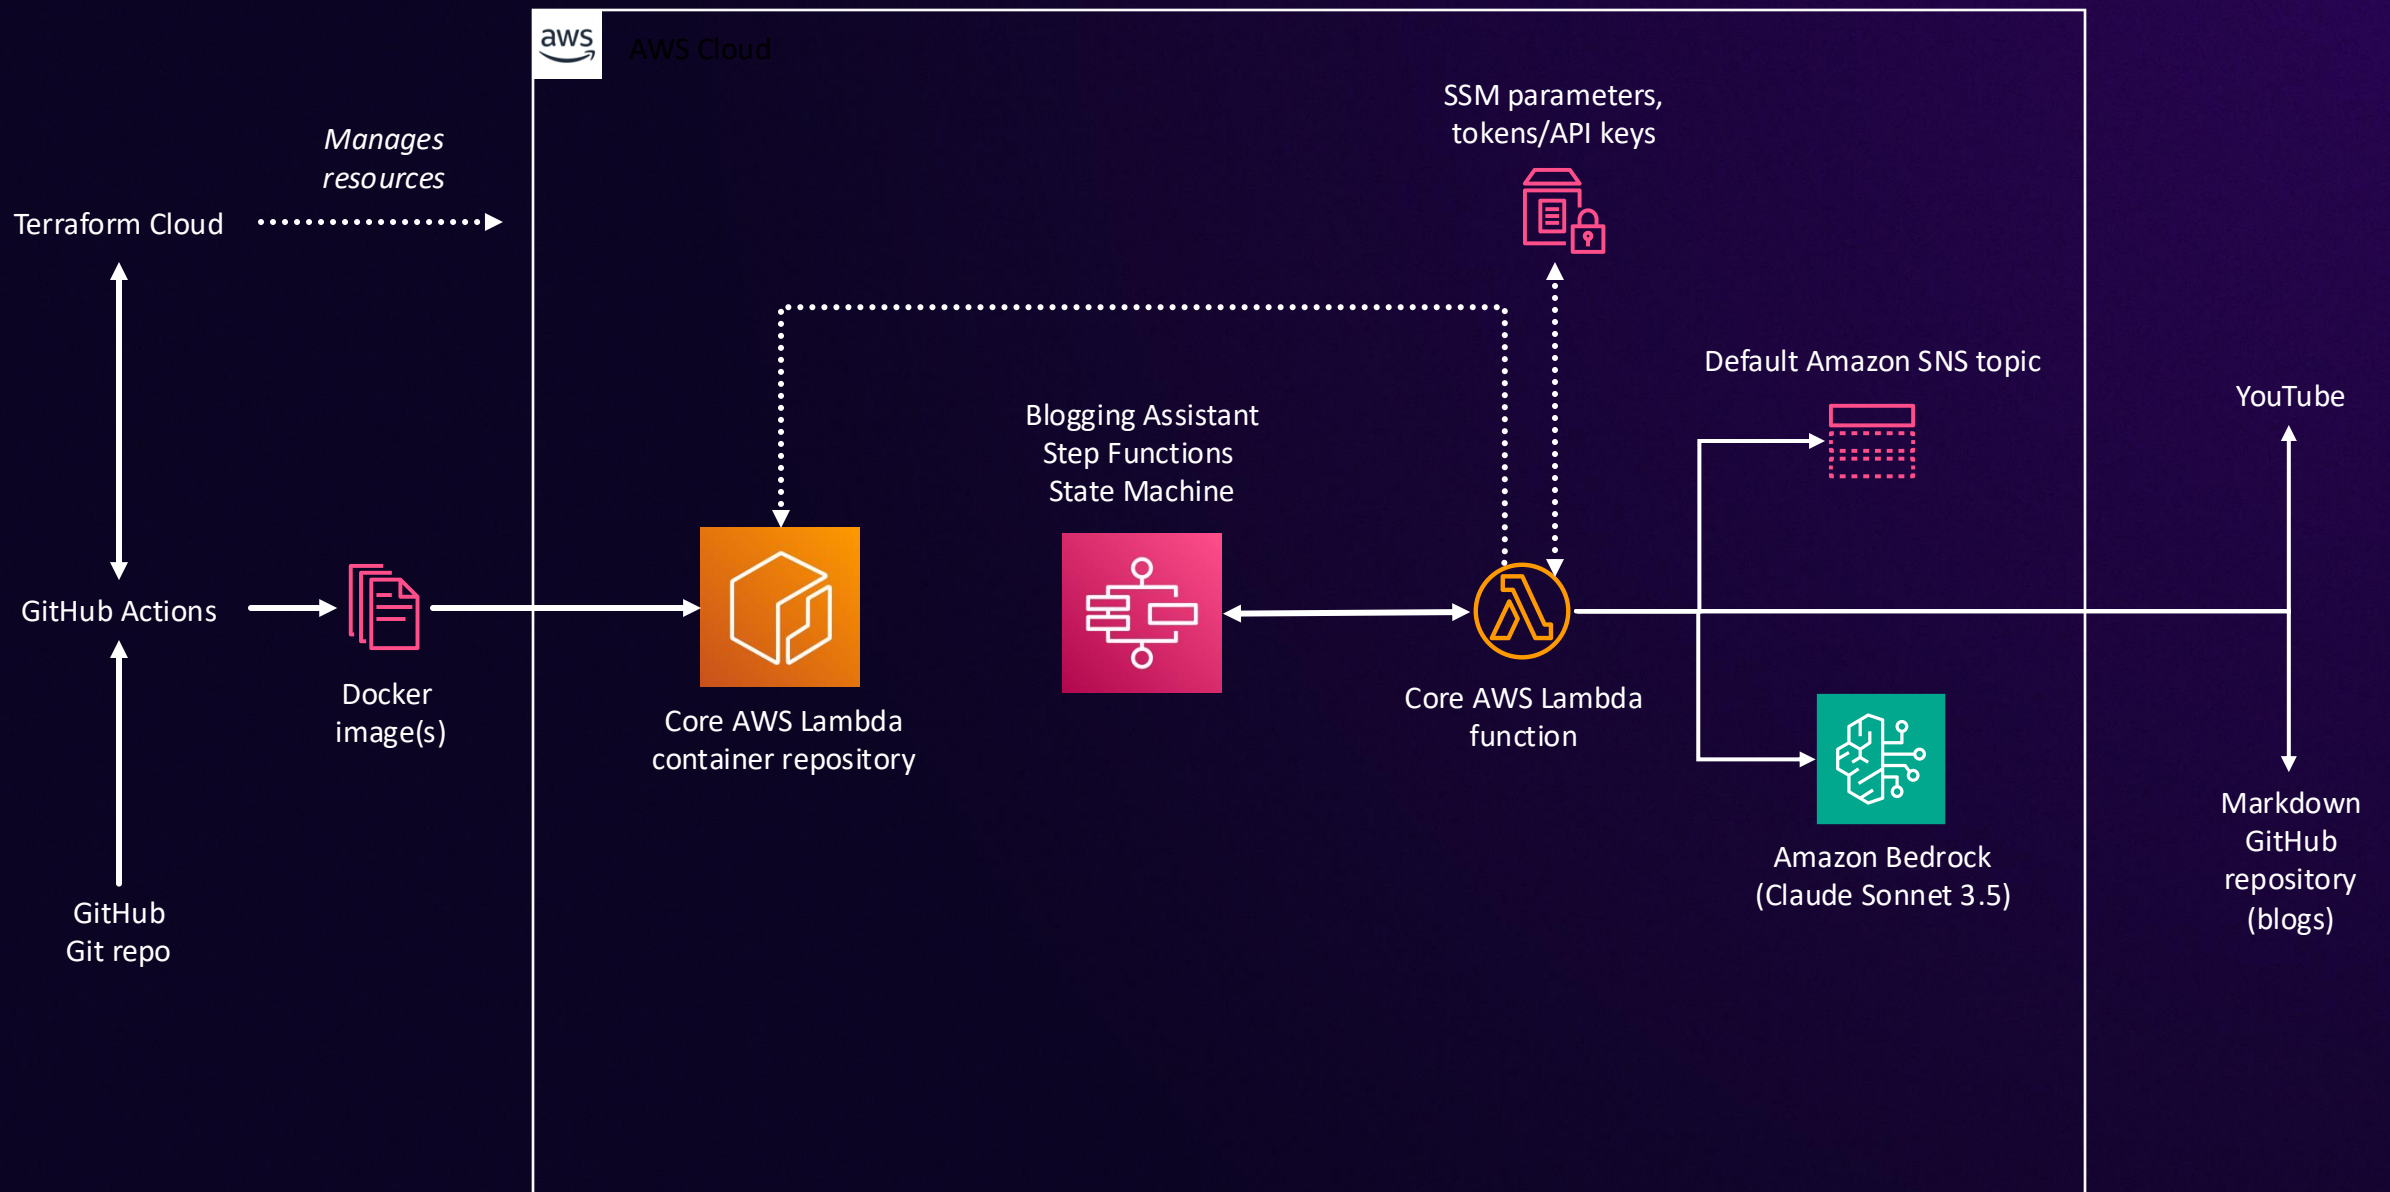 aws
AWS Cloud
SSM parameters,
tokens/API keys
Manages
resources
Terraform Cloud
Default Amazon SNS topic
YouTube
Blogging Assistant
Step Functions
State Machine
GitHub Actions
Docker
image(s)
Core AWS Lambda
container repository
Core AWS Lambda
function
Markdown
GitHub
repository
(blogs)
Amazon Bedrock
(Claude Sonnet 3.5)
GitHub
Git repo